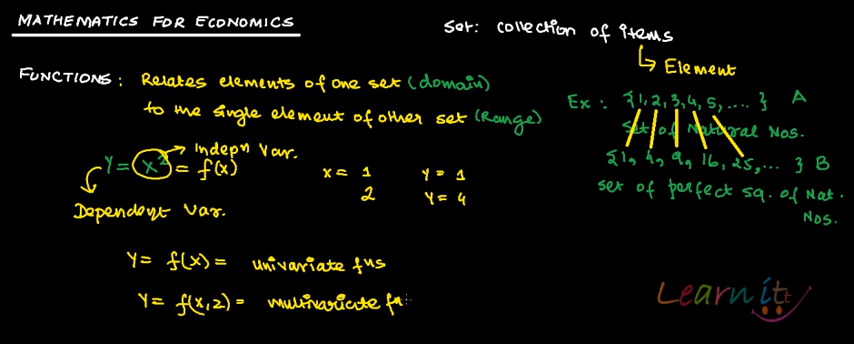 MATHEMATICS FOR ECONOMICS
Set: collection of items
Element
FUNCTIONS: Relates elements of one set (domain)
to the single element of other set (Range)
Ex: {1, 2, 3, 4, 5, .... } A
Set of Natural Nos.
{1, 4, 9, 16, 25, ... } B
set of perfect sq. of Nat.
Nos.
Indepn Var.
Y = x² = f(x)
Dependent Var.
x = 1 Y = 1
2 Y = 4
Y = f(x) = univariate fns
Y = f(x,2) = multivariate fn
Learnitt